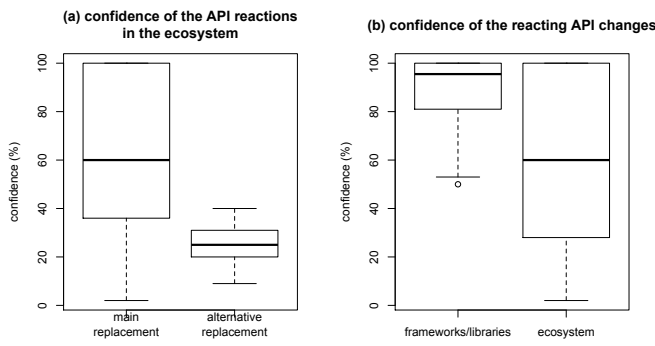 (a) confidence of the API reactions
in the ecosystem
confidence (%)
100
80
60
40
20
0
main
replacement
alternative
replacement
(b) confidence of the reacting API changes
confidence (%)
100
80
60
40
20
0
frameworks/libraries
ecosystem